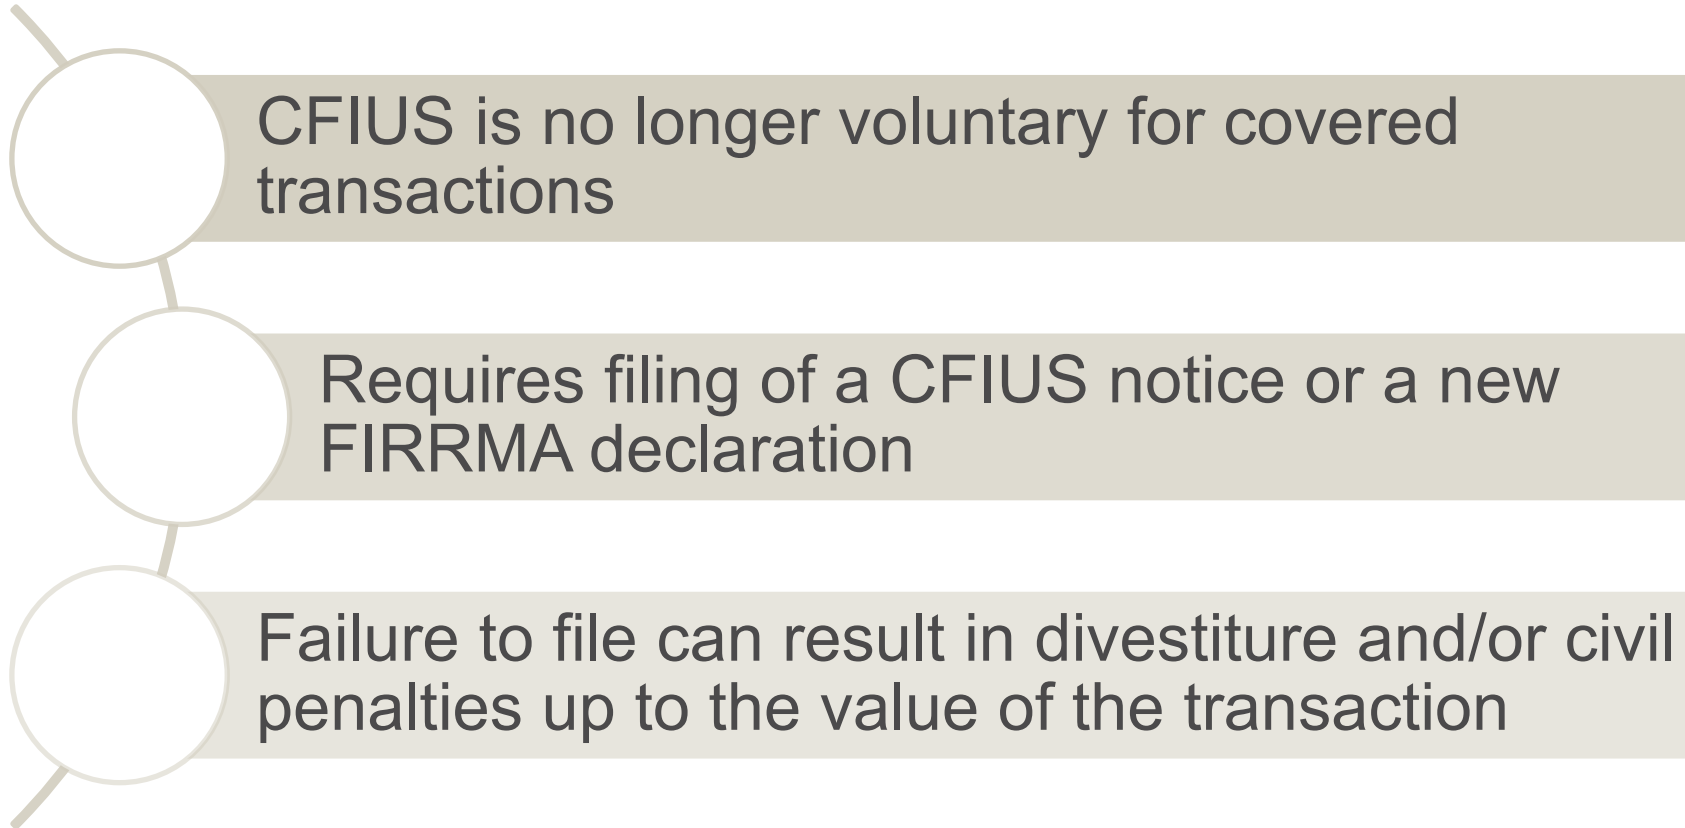 CFIUS is no longer voluntary for covered
transactions
Requires filing of a CFIUS notice or a new
FIRRMA declaration
Failure to file can result in divestiture and/or civil
penalties up to the value of the transaction